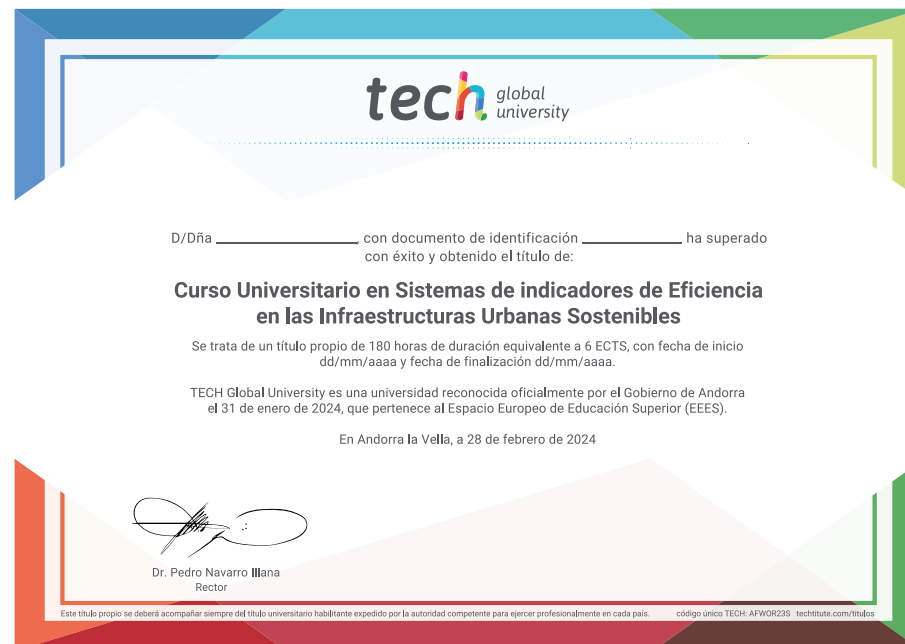 tech global
university
D/Dña ____________________, con documento de identificación ______________ ha superado
con éxito y obtenido el título de:
Curso Universitario en Sistemas de indicadores de Eficiencia
en las Infraestructuras Urbanas Sostenibles
Se trata de un título propio de 180 horas de duración equivalente a 6 ECTS, con fecha de inicio
dd/mm/aaaa y fecha de finalización dd/mm/aaaa.
TECH Global University es una universidad reconocida oficialmente por el Gobierno de Andorra
el 31 de enero de 2024, que pertenece al Espacio Europeo de Educación Superior (EEES).
En Andorra la Vella, a 28 de febrero de 2024
Dr. Pedro Navarro Illana
Rector
Este título propio se deberá acompañar siempre del título universitario habilitante expedido por la autoridad competente para ejercer profesionalmente en cada país. código único TECH: AFWOR23S techtitute.com/titulos